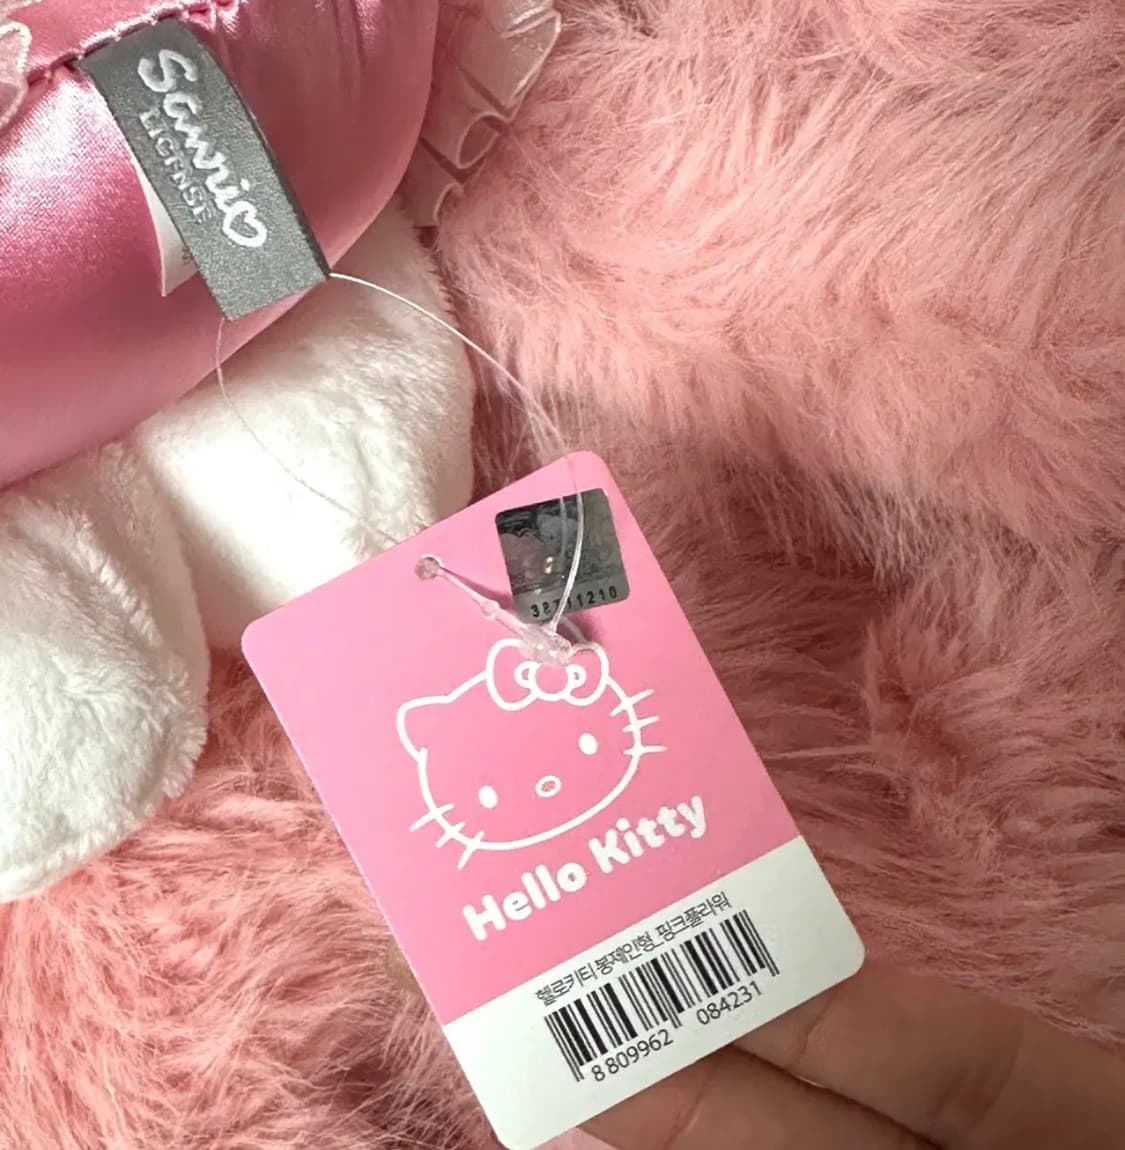 Sanrio
LICENSE
Hello Kitty
헬로키티 봉제인형_핑크플라워
8 809962 084231